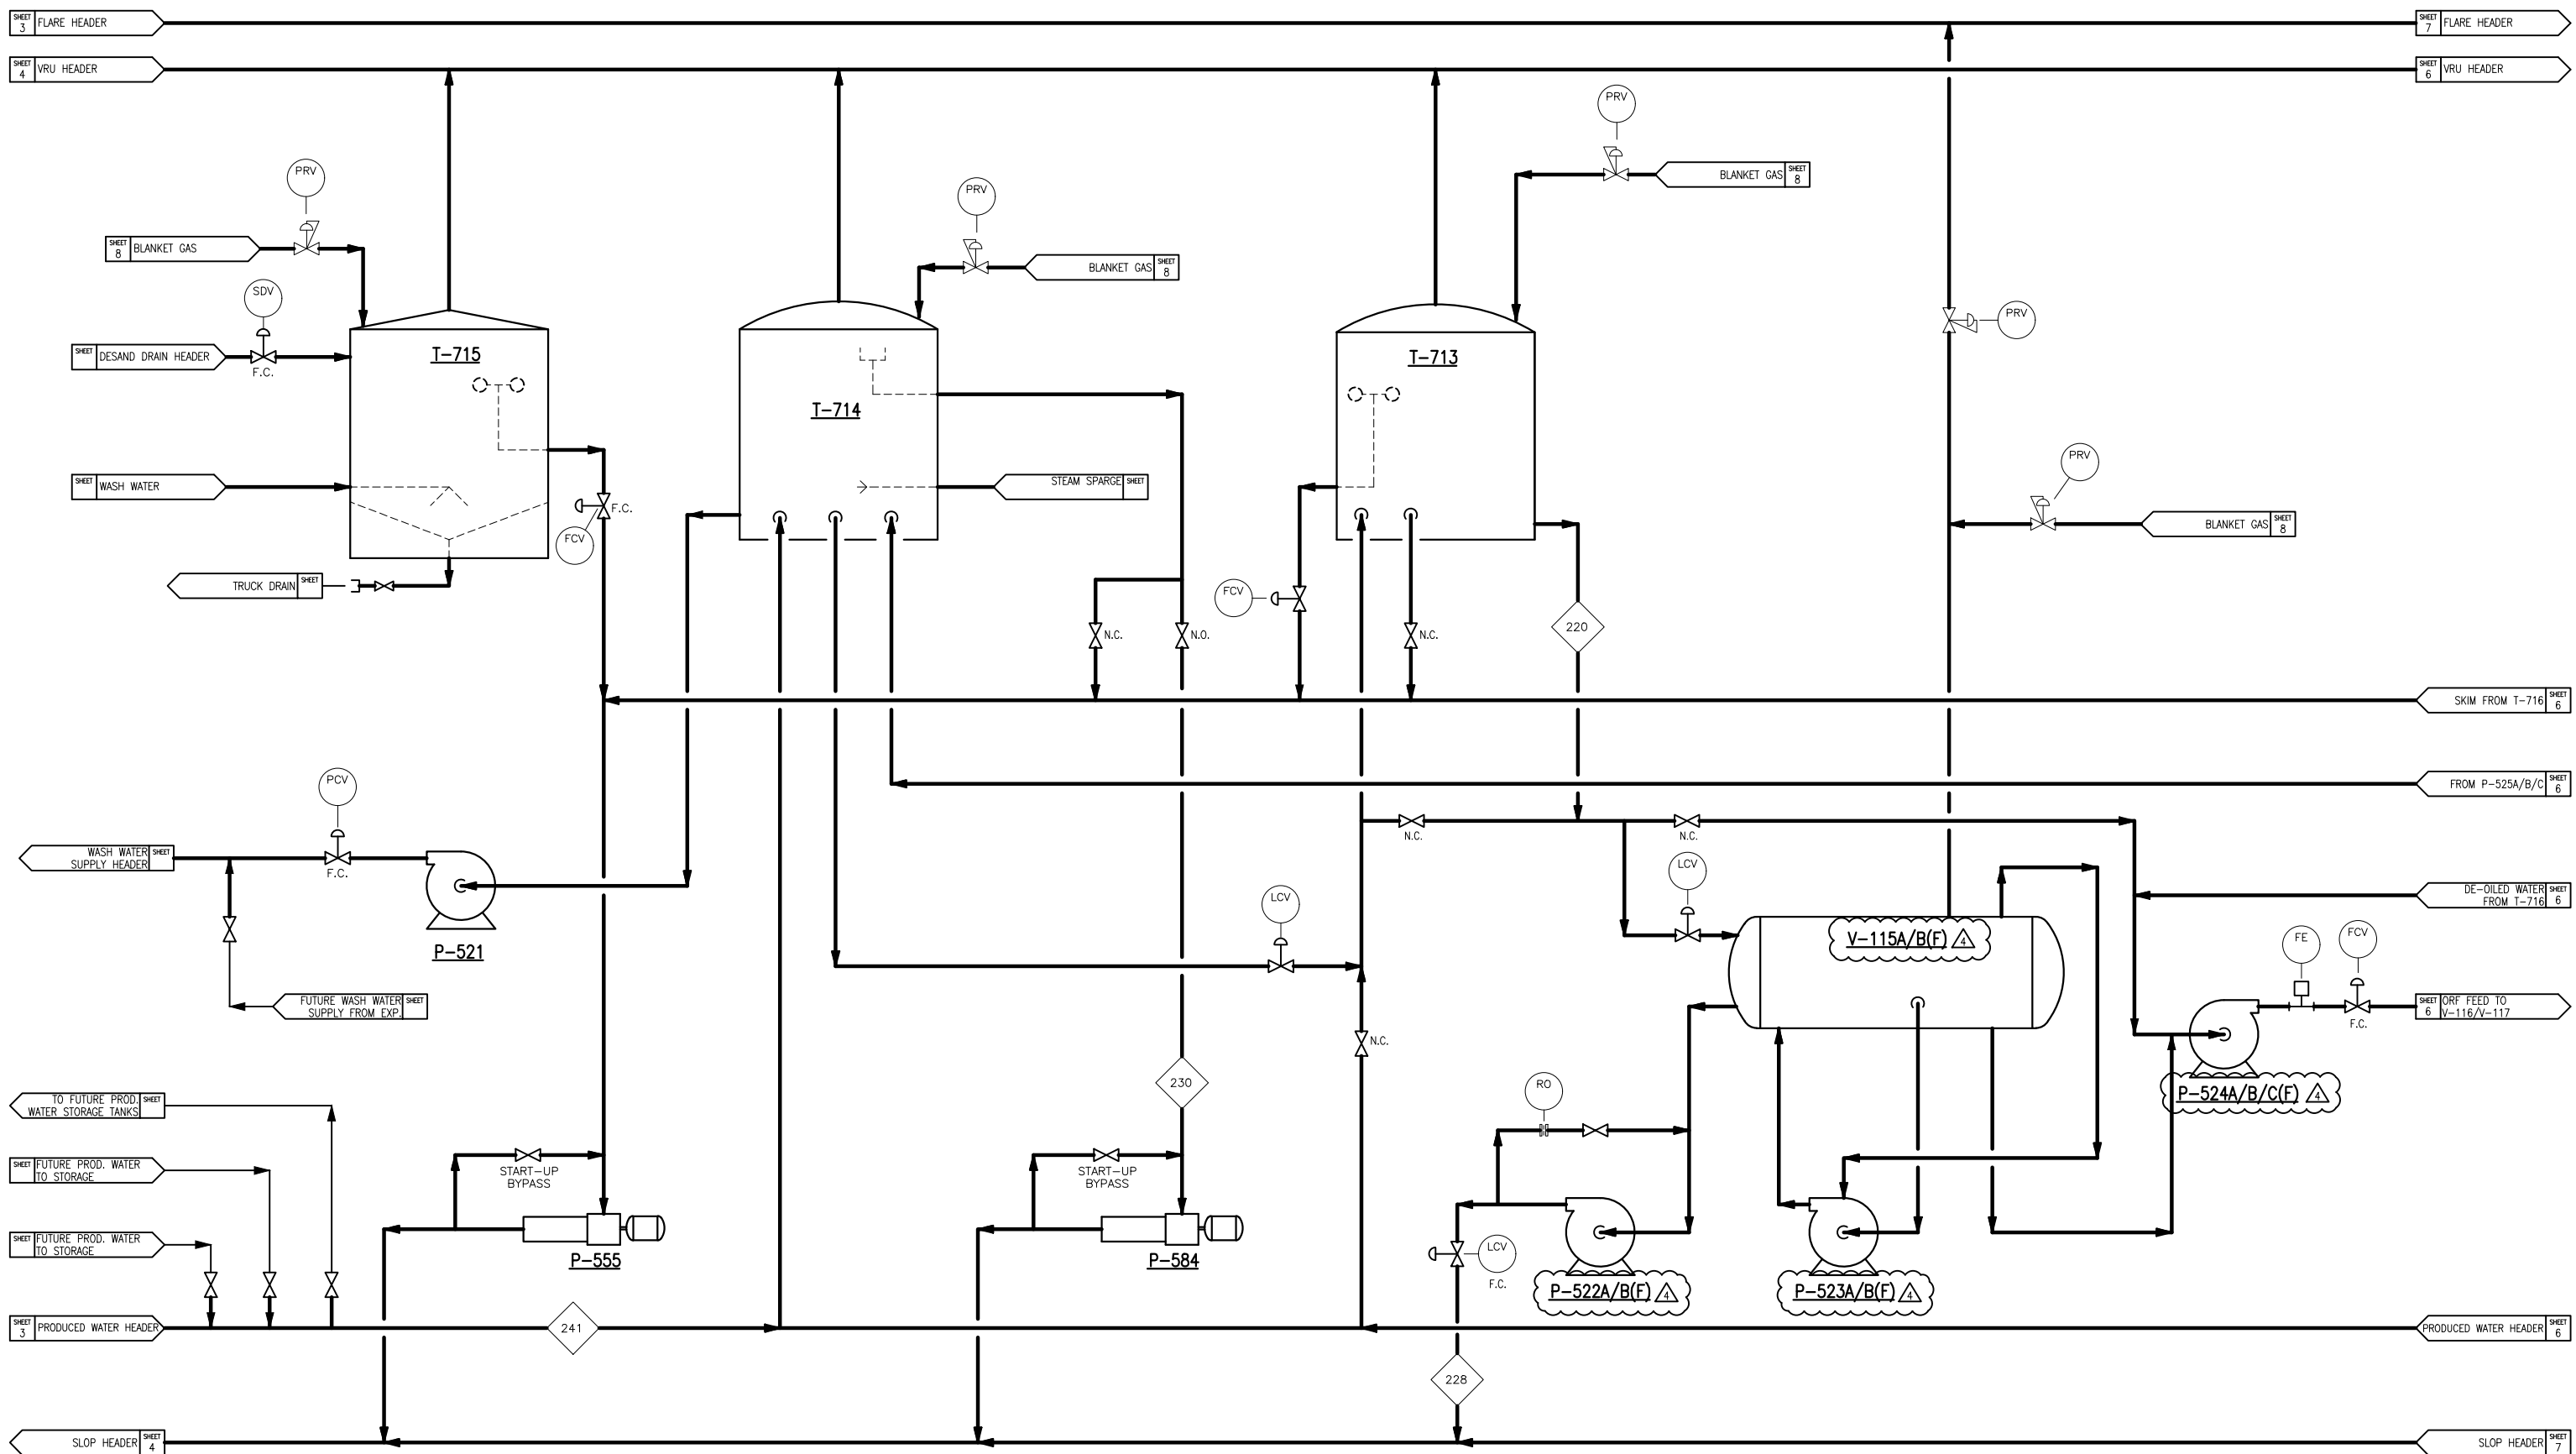 SHEET
3
FLARE HEADER
SHEET
7
FLARE HEADER
SHEET
4
VRU HEADER
SHEET
6
VRU HEADER
PRV
PRV
PRV
BLANKET GAS
SHEET
8
SHEET
8
BLANKET GAS
BLANKET GAS
SHEET
8
SDV
F.C.
SHEET
DESAND DRAIN HEADER
T-715
T-714
T-713
PRV
PRV
SHEET
WASH WATER
STEAM SPARGE
SHEET
F.C.
FCV
BLANKET GAS
SHEET
8
TRUCK DRAIN
SHEET
FCV
N.C.
N.O.
N.C.
220
SKIM FROM T-716
SHEET
6
PCV
F.C.
FROM P-525A/B/C
SHEET
6
WASH WATER
SUPPLY HEADER
SHEET
N.C.
N.C.
LCV
LCV
DE-OILED WATER
FROM T-716
SHEET
6
P-521
V-115A/B(F)
4
FE
FCV
F.C.
FUTURE WASH WATER
SUPPLY FROM EXP.
SHEET
SHEET
6
ORF FEED TO
V-116/V-117
N.C.
230
RO
P-524A/B/C(F)
4
TO FUTURE PROD.
WATER STORAGE TANKS
SHEET
SHEET
FUTURE PROD. WATER
TO STORAGE
START-UP
BYPASS
START-UP
BYPASS
SHEET
FUTURE PROD. WATER
TO STORAGE
P-555
P-584
LCV
F.C.
P-522A/B(F)
4
P-523A/B(F)
4
SHEET
3
PRODUCED WATER HEADER
241
PRODUCED WATER HEADER
SHEET
6
228
SLOP HEADER
SHEET
4
SLOP HEADER
SHEET
7